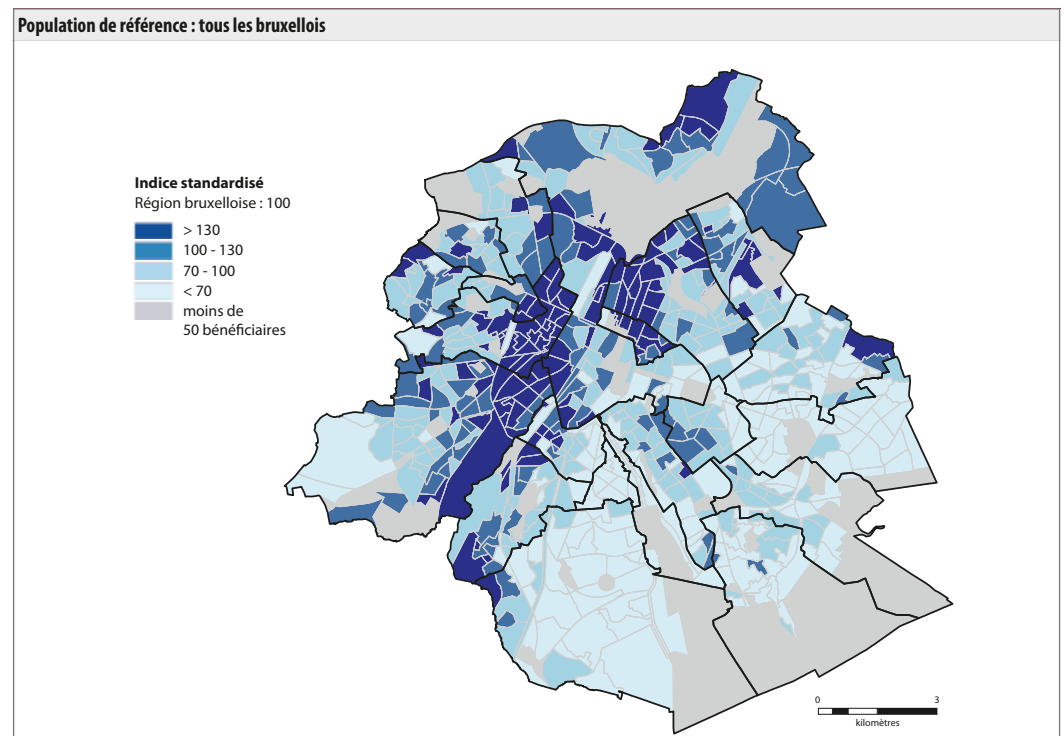 Population de référence : tous les bruxellois
Indice standardisé
Région bruxelloise : 100
> 130
100 - 130
70 - 100
< 70
moins de
50 bénéficiaires
0 3
kilomètres